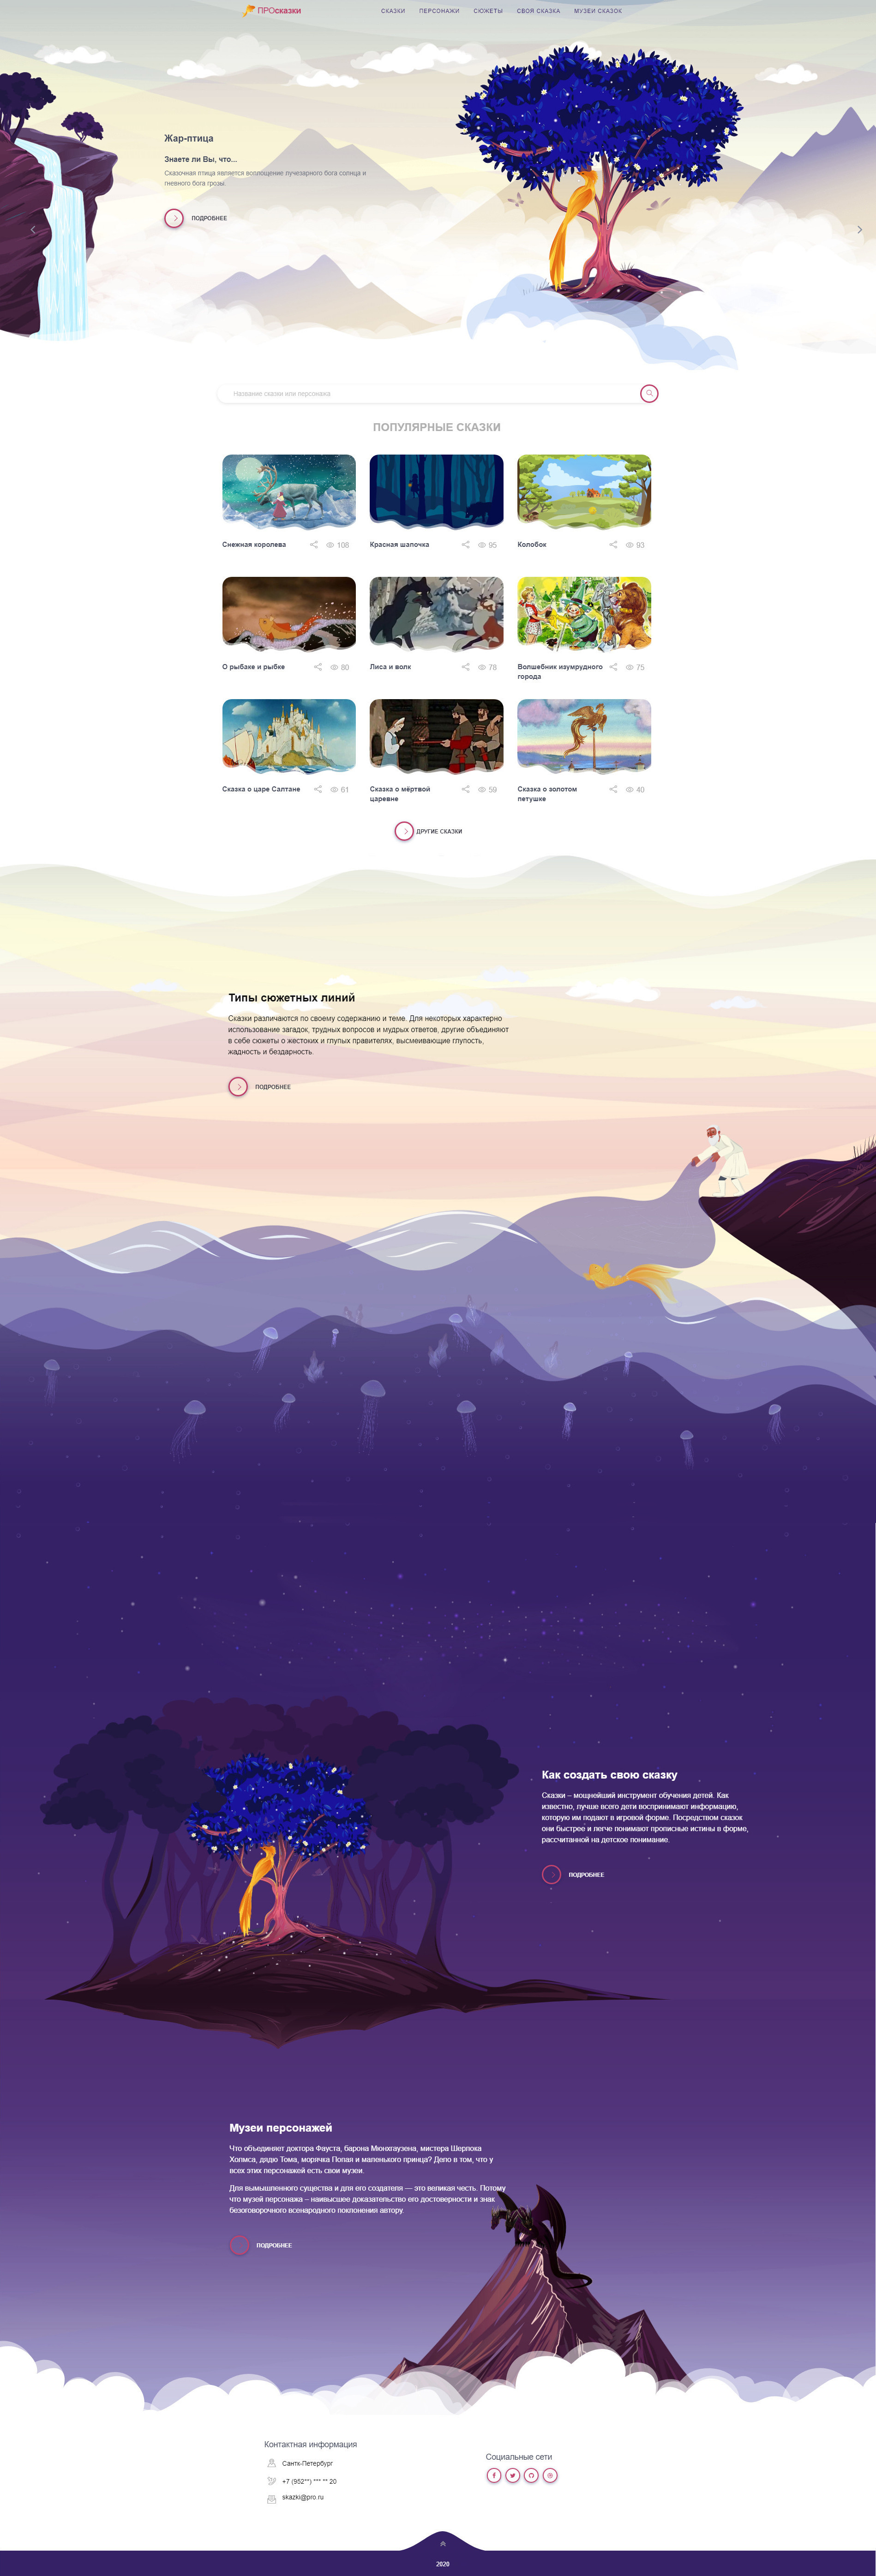 ПРОсказки
СКАЗКИ ПЕРСОНАЖИ СЮЖЕТЫ СВОЯ СКАЗКА МУЗЕИ СКАЗОК
Жар-птица
Знаете ли Вы, что...
Сказочная птица является воплощение лучезарного бога солнца и
гневного бога грозы.
ПОДРОБНЕЕ
Название сказки или персонажа
ПОПУЛЯРНЫЕ СКАЗКИ
Снежная королева 108
Красная шапочка 95
Колобок 93
О рыбаке и рыбке 80
Лиса и волк 78
Волшебник изумрудного
города
75
Сказка о царе Салтане 61
Сказка о мёртвой
царевне
59
Сказка о золотом
петушке
40
ДРУГИЕ СКАЗКИ
Типы сюжетных линий
Сказки различаются по своему содержанию и теме. Для некоторых характерно
использование загадок, трудных вопросов и мудрых ответов, другие объединяют
в себе сюжеты о жестоких и глупых правителях, высмеивающие глупость,
жадность и бездарность.
ПОДРОБНЕЕ
Как создать свою сказку
Сказки – мощнейший инструмент обучения детей. Как
известно, лучше всего дети воспринимают информацию,
которую им подают в игровой форме. Посредством сказок
они быстрее и легче понимают прописные истины в форме,
рассчитанной на детское понимание.
ПОДРОБНЕЕ
Музеи персонажей
Что объединяет доктора Фауста, барона Мюнхгаузена, мистера Шерлока
Холмса, дядю Тома, морячка Попая и маленького принца? Дело в том, что у
всех этих персонажей есть свои музеи.
Для вымышленного существа и для его создателя — это великая честь. Потому
что музей персонажа – наивысшее доказательство его достоверности и знак
безоговорочного всенародного поклонения автору.
ПОДРОБНЕЕ
Контактная информация
Санкт-Петербург
+7 (952**) *** ** 20
skazki@pro.ru
Социальные сети
2020